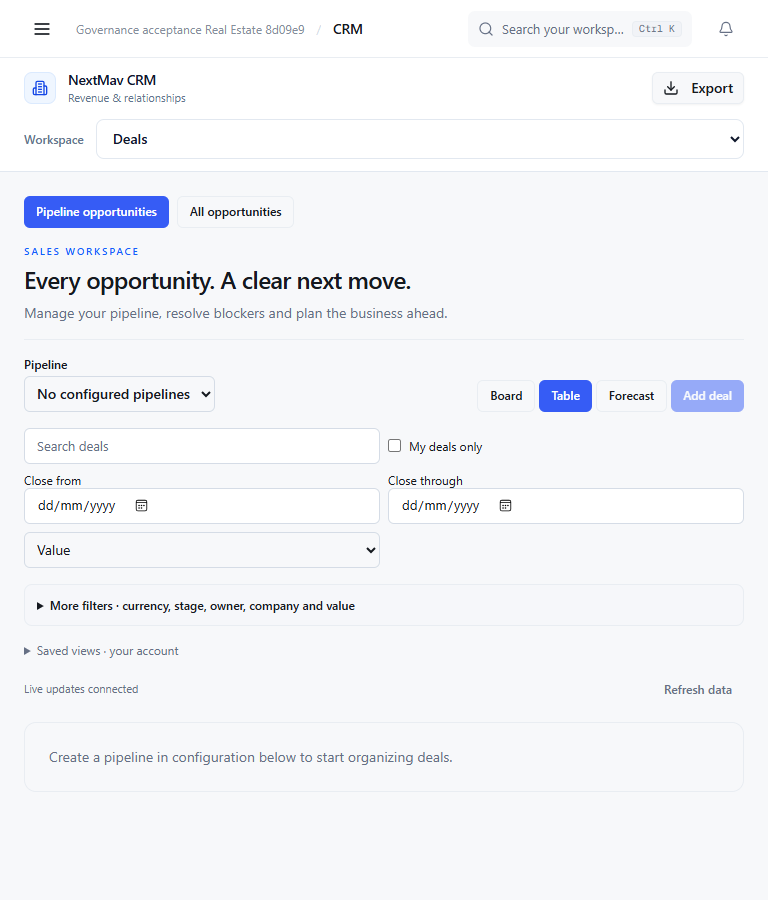 Governance acceptance Real Estate 8d09e9 / CRM
Search your worksp... Ctrl K
NextMav CRM
Revenue & relationships
Export
Workspace
Deals
Pipeline opportunities
All opportunities
SALES WORKSPACE
Every opportunity. A clear next move.
Manage your pipeline, resolve blockers and plan the business ahead.
Pipeline
No configured pipelines
Board
Table
Forecast
Add deal
Search deals
My deals only
Close from
Close through
dd/mm/yyyy
dd/mm/yyyy
Value
More filters · currency, stage, owner, company and value
Saved views · your account
Live updates connected
Refresh data
Create a pipeline in configuration below to start organizing deals.